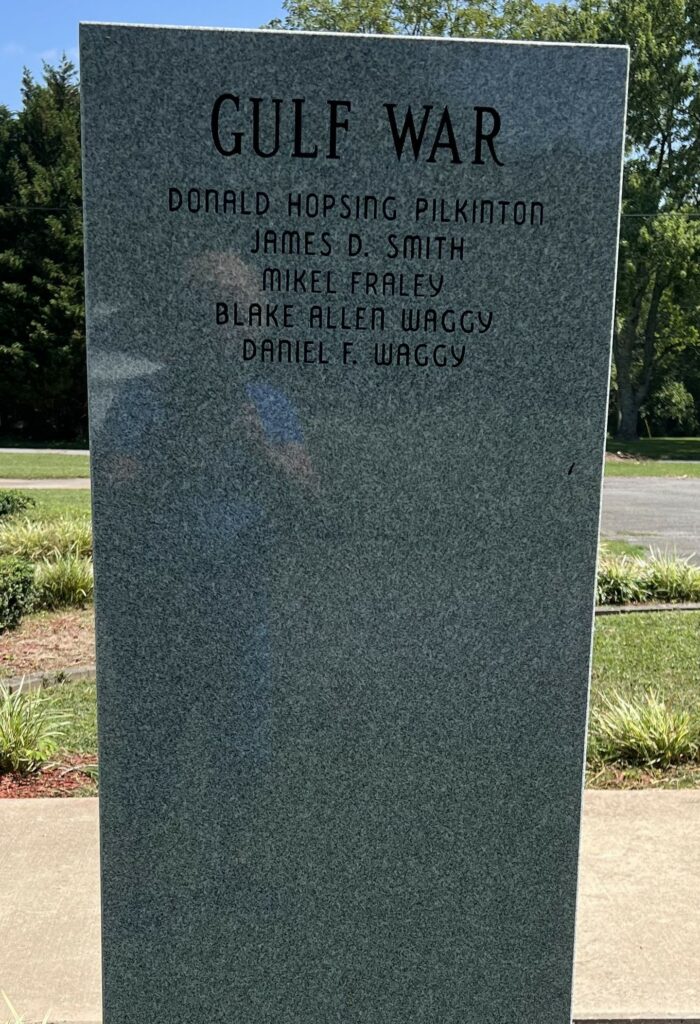 GULF WAR
DONALD HOPSING PILKINTON
JAMES D. SMITH
MIKEL FRALEY
BLAKE ALLEN WAGGY
DANIEL F. WAGGY